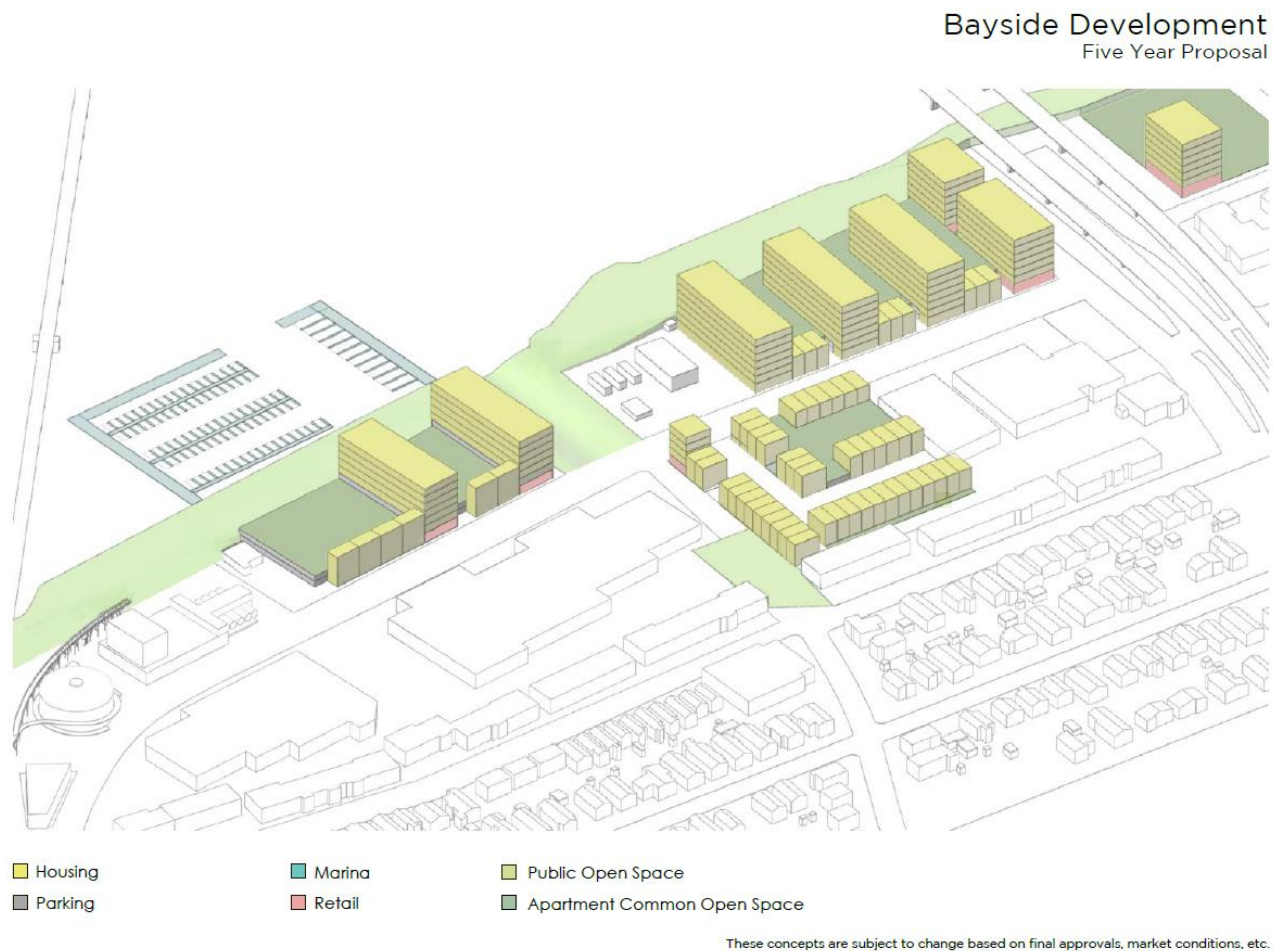 Bayside Development
Five Year Proposal
Housing
Marina
Public Open Space
Parking
Retail
Apartment Common Open Space
These concepts are subject to change based on final approvals, market conditions, etc.